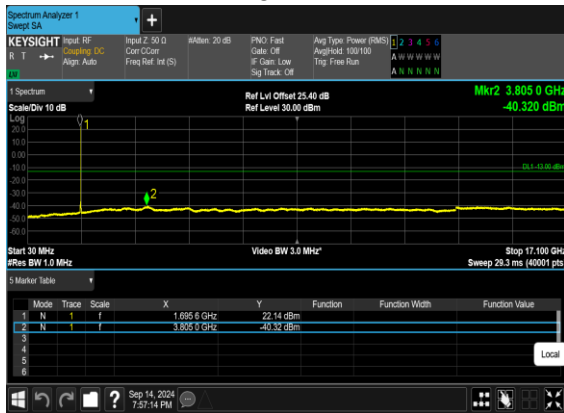 Spectrum Analyzer 1
Swept SA
KEYSIGHT Input: RF Input Z: 50 Ω #Atten: 20 dB PNO: Fast Avg Type: Power (RMS) 1 2 3 4 5 6
R T Coupling: DC Corr CCorr Gate: Off Avg|Hold: 100/100 A W W W W W
Align: Auto Freq Ref: Int (S) IF Gain: Low Trig: Free Run
Sig Track: Off A N N N N N
1 Spectrum Ref Lvl Offset 25.40 dB Mkr2 3.805 0 GHz
Scale/Div 10 dB Ref Level 30.00 dBm -40.320 dBm
Log
20.0 1
10.0
0.00
-10.0 DL1 -13.00 dBm
-20.0
-30.0 2
-40.0
-50.0
-60.0
Start 30 MHz Video BW 3.0 MHz* Stop 17.100 GHz
#Res BW 1.0 MHz Sweep 29.3 ms (40001 pts
5 Marker Table
Mode Trace Scale X Y Function Function Width Function Value
1 N 1 f 1.695 6 GHz 22.14 dBm
2 N 1 f 3.805 0 GHz -40.32 dBm
3
4
5
6
Local
Sep 14, 2024
7:57:14 PM